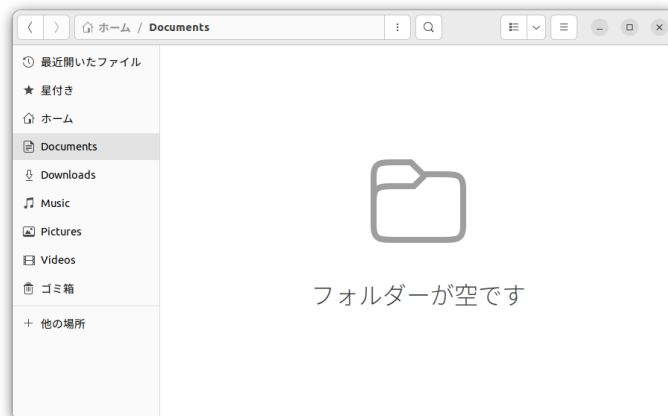 ホーム / Documents
最近開いたファイル
星付き
ホーム
Documents
Downloads
Music
Pictures
Videos
ゴミ箱
他の場所
フォルダーが空です